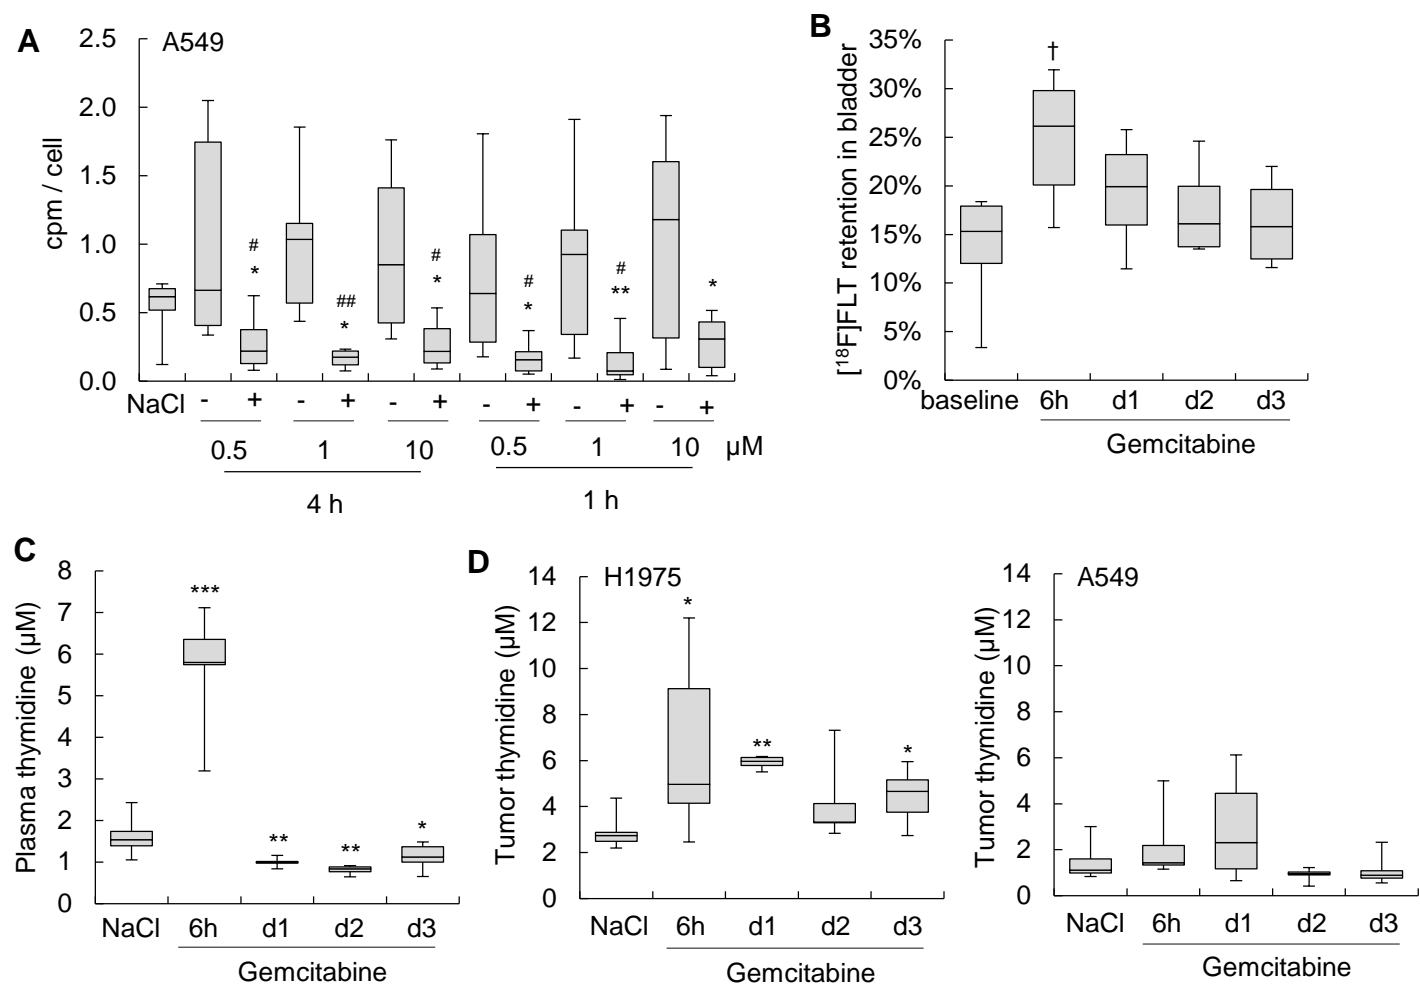 A
A549
cpm / cell
2.5
2.0
1.5
1.0
0.5
0.0
#
*
##
*
#
*
#
*
#
**
*
NaCl - + - + - + - + - + - +
0.5 1 10 0.5 1 10 µM
4 h 1 h
B
[18F]FLT retention in bladder
35%
30%
25%
20%
15%
10%
5%
0%
†
baseline 6h d1 d2 d3
Gemcitabine
C
Plasma thymidine (µM)
8
7
6
5
4
3
2
1
0
***
**
**
*
NaCl 6h d1 d2 d3
Gemcitabine
D
H1975
Tumor thymidine (µM)
14
12
10
8
6
4
2
0
*
**
*
NaCl 6h d1 d2 d3
Gemcitabine
A549
Tumor thymidine (µM)
14
12
10
8
6
4
2
0
NaCl 6h d1 d2 d3
Gemcitabine